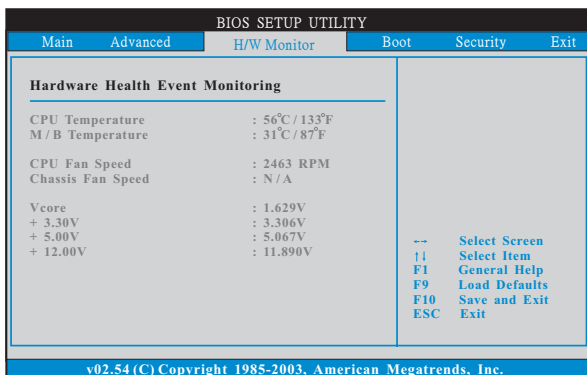 BIOS SETUP UTILITY
Main Advanced H/W Monitor Boot Security Exit
Hardware Health Event Monitoring
CPU Temperature : 56°C / 133°F
M / B Temperature : 31°C / 87°F
CPU Fan Speed : 2463 RPM
Chassis Fan Speed : N / A
Vcore : 1.629V
+ 3.30V : 3.306V
+ 5.00V : 5.067V
+ 12.00V : 11.890V
←→ Select Screen
↑↓ Select Item
F1 General Help
F9 Load Defaults
F10 Save and Exit
ESC Exit
v02.54 (C) Copyright 1985-2003, American Megatrends, Inc.